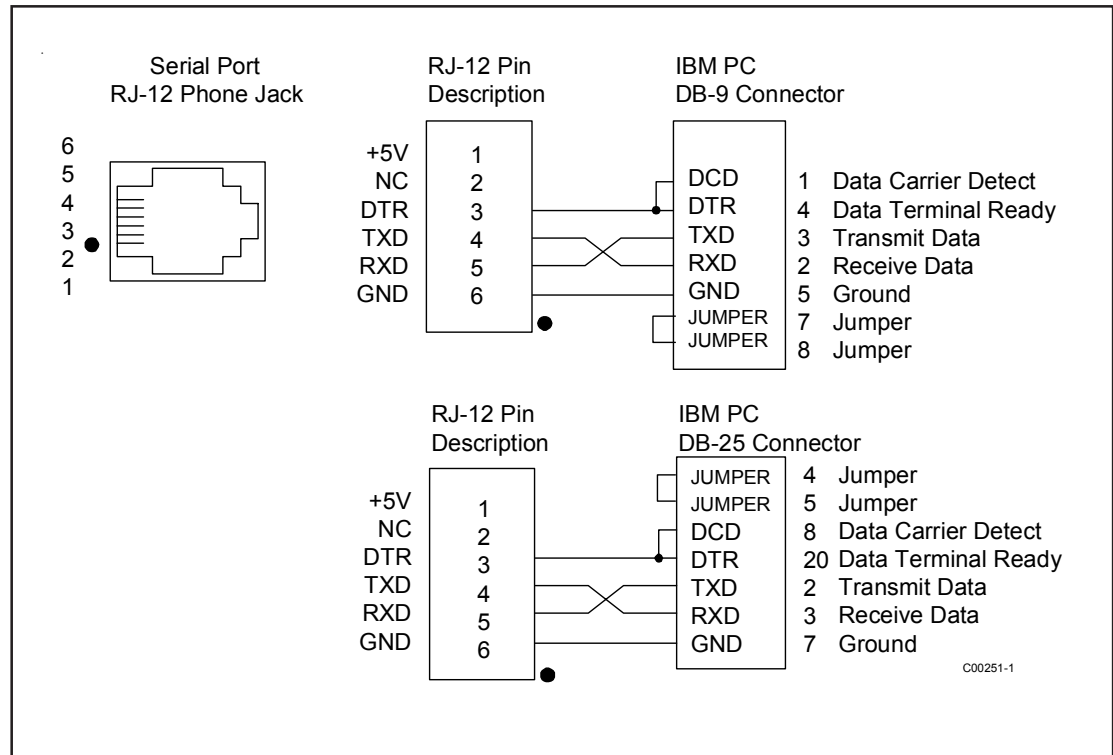 Serial Port
RJ-12 Phone Jack
6
5
4
3
2
1
RJ-12 Pin
Description
IBM PC
DB-9 Connector
+5V 1
NC 2 DCD 1 Data Carrier Detect
DTR 3 DTR 4 Data Terminal Ready
TXD 4 TXD 3 Transmit Data
RXD 5 RXD 2 Receive Data
GND 6 GND 5 Ground
JUMPER 7 Jumper
JUMPER 8 Jumper
RJ-12 Pin
Description
IBM PC
DB-25 Connector
JUMPER 4 Jumper
+5V 1 JUMPER 5 Jumper
NC 2 DCD 8 Data Carrier Detect
DTR 3 DTR 20 Data Terminal Ready
TXD 4 TXD 2 Transmit Data
RXD 5 RXD 3 Receive Data
GND 6 GND 7 Ground
C00251-1